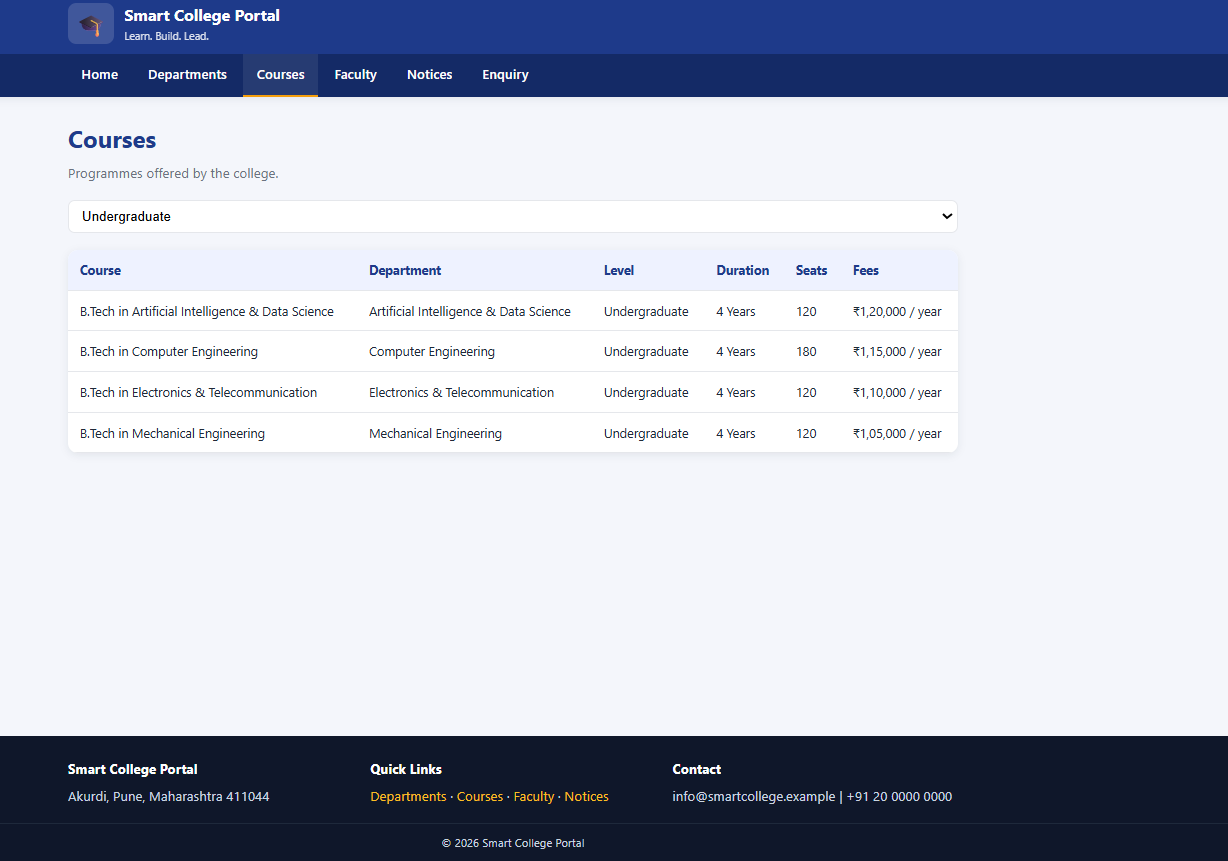 Smart College Portal
Learn. Build. Lead.
Home Departments Courses Faculty Notices Enquiry
Courses
Programmes offered by the college.
Undergraduate
Course Department Level Duration Seats Fees
B.Tech in Artificial Intelligence & Data Science Artificial Intelligence & Data Science Undergraduate 4 Years 120 ₹1,20,000 / year
B.Tech in Computer Engineering Computer Engineering Undergraduate 4 Years 180 ₹1,15,000 / year
B.Tech in Electronics & Telecommunication Electronics & Telecommunication Undergraduate 4 Years 120 ₹1,10,000 / year
B.Tech in Mechanical Engineering Mechanical Engineering Undergraduate 4 Years 120 ₹1,05,000 / year
Smart College Portal Quick Links Contact
Akurdi, Pune, Maharashtra 411044 Departments · Courses · Faculty · Notices info@smartcollege.example | +91 20 0000 0000
© 2026 Smart College Portal